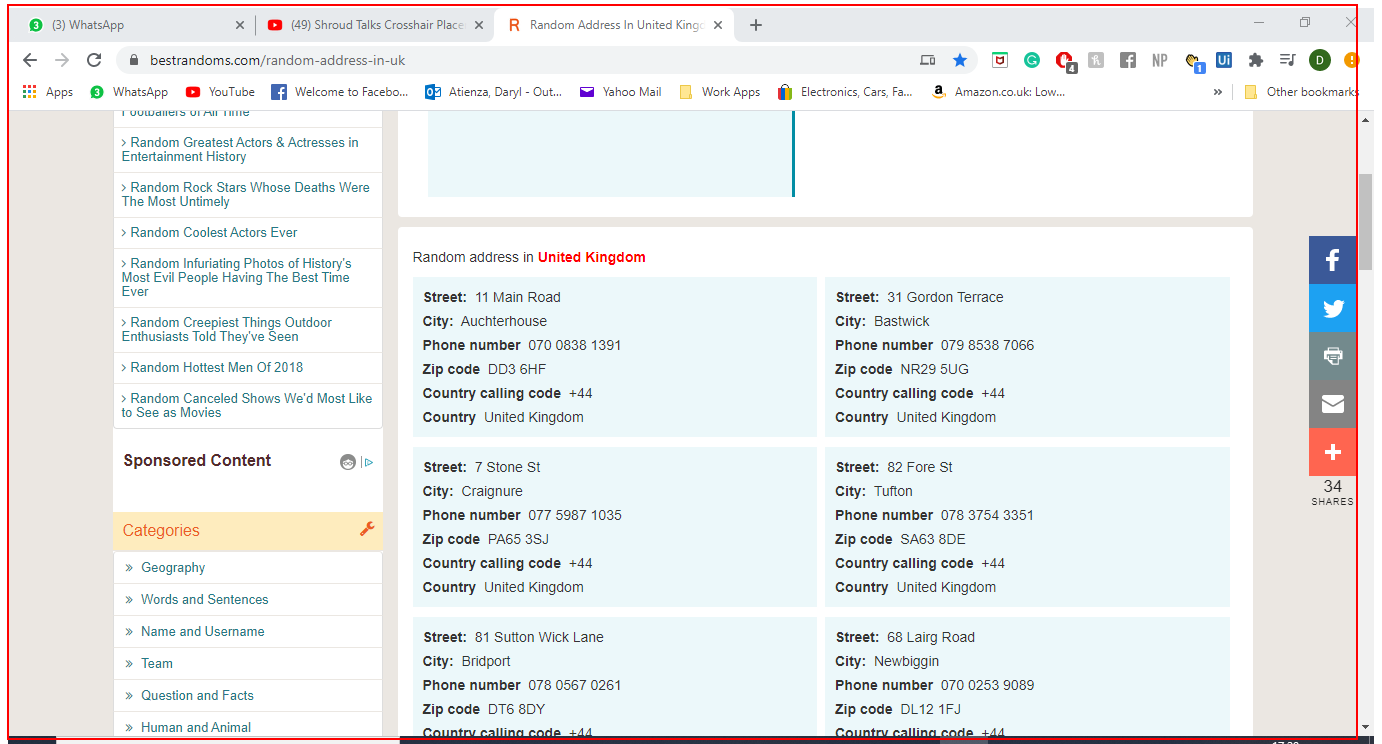 3 (3) WhatsApp
(49) Shroud Talks Crosshair Place
R Random Address In United Kingd
bestrandoms.com/random-address-in-uk
4
NP
1
Ui
D
Apps
3 WhatsApp
YouTube
Welcome to Facebo...
Atienza, Daryl - Out...
Yahoo Mail
Work Apps
Electronics, Cars, Fa...
Amazon.co.uk: Low...
»
Other bookmarks
Footballers of All Time
> Random Greatest Actors & Actresses in
Entertainment History
> Random Rock Stars Whose Deaths Were
The Most Untimely
> Random Coolest Actors Ever
> Random Infuriating Photos of History's
Most Evil People Having The Best Time
Ever
> Random Creepiest Things Outdoor
Enthusiasts Told They've Seen
> Random Hottest Men Of 2018
> Random Canceled Shows We'd Most Like
to See as Movies
Sponsored Content
Categories
» Geography
» Words and Sentences
» Name and Username
» Team
» Question and Facts
» Human and Animal
Random address in United Kingdom
Street: 11 Main Road
City: Auchterhouse
Phone number 070 0838 1391
Zip code DD3 6HF
Country calling code +44
Country United Kingdom
Street: 31 Gordon Terrace
City: Bastwick
Phone number 079 8538 7066
Zip code NR29 5UG
Country calling code +44
Country United Kingdom
Street: 7 Stone St
City: Craignure
Phone number 077 5987 1035
Zip code PA65 3SJ
Country calling code +44
Country United Kingdom
Street: 82 Fore St
City: Tufton
Phone number 078 3754 3351
Zip code SA63 8DE
Country calling code +44
Country United Kingdom
Street: 81 Sutton Wick Lane
City: Bridport
Phone number 078 0567 0261
Zip code DT6 8DY
Country calling code +44
Street: 68 Lairg Road
City: Newbiggin
Phone number 070 0253 9089
Zip code DL12 1FJ
Country calling code +44
34
SHARES